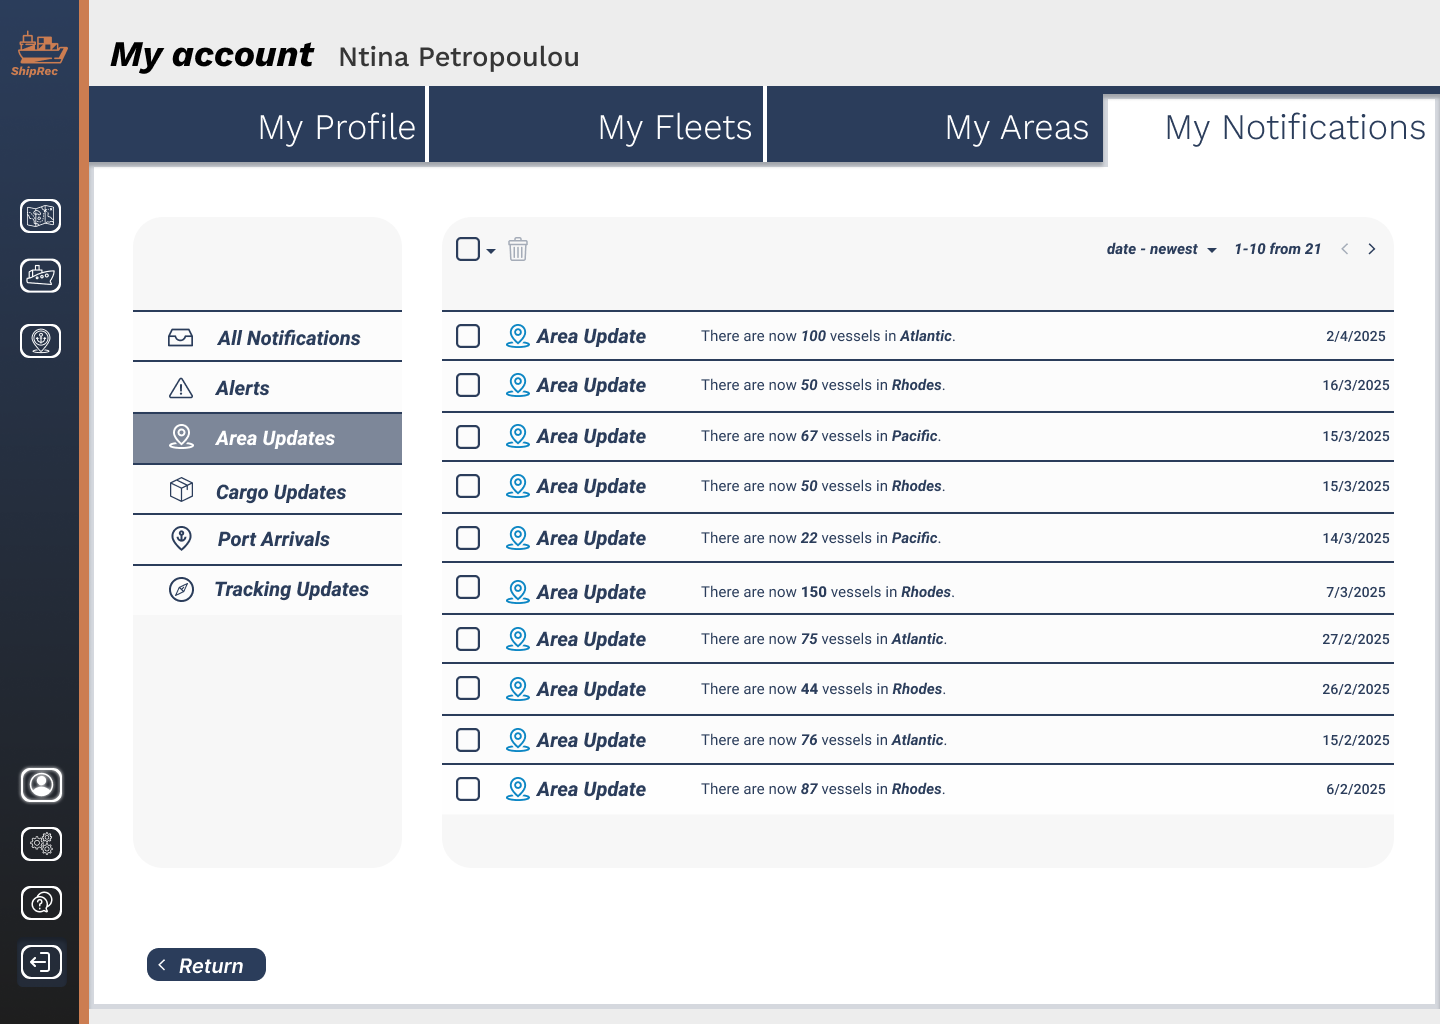 ShipRec
My account Ntina Petropoulou
My Profile My Fleets My Areas My Notifications
date - newest 1-10 from 21
All Notifications
Alerts
Area Updates
Cargo Updates
Port Arrivals
Tracking Updates
Area Update There are now 100 vessels in Atlantic. 2/4/2025
Area Update There are now 50 vessels in Rhodes. 16/3/2025
Area Update There are now 67 vessels in Pacific. 15/3/2025
Area Update There are now 50 vessels in Rhodes. 15/3/2025
Area Update There are now 22 vessels in Pacific. 14/3/2025
Area Update There are now 150 vessels in Rhodes. 7/3/2025
Area Update There are now 75 vessels in Atlantic. 27/2/2025
Area Update There are now 44 vessels in Rhodes. 26/2/2025
Area Update There are now 76 vessels in Atlantic. 15/2/2025
Area Update There are now 87 vessels in Rhodes. 6/2/2025
Return